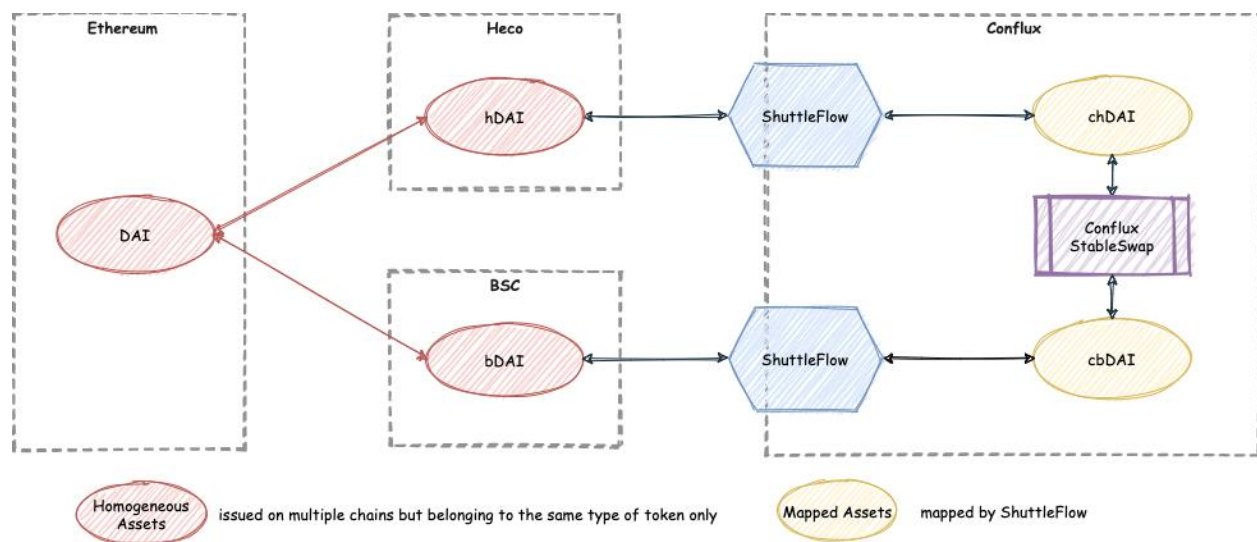 Ethereum
Heco
Conflux
hDAI
ShuttleFlow
chDAI
DAI
Conflux
StableSwap
BSC
bDAI
ShuttleFlow
cbDAI
Homogeneous
Assets
issued on multiple chains but belonging to the same type of token only
Mapped Assets
mapped by ShuttleFlow